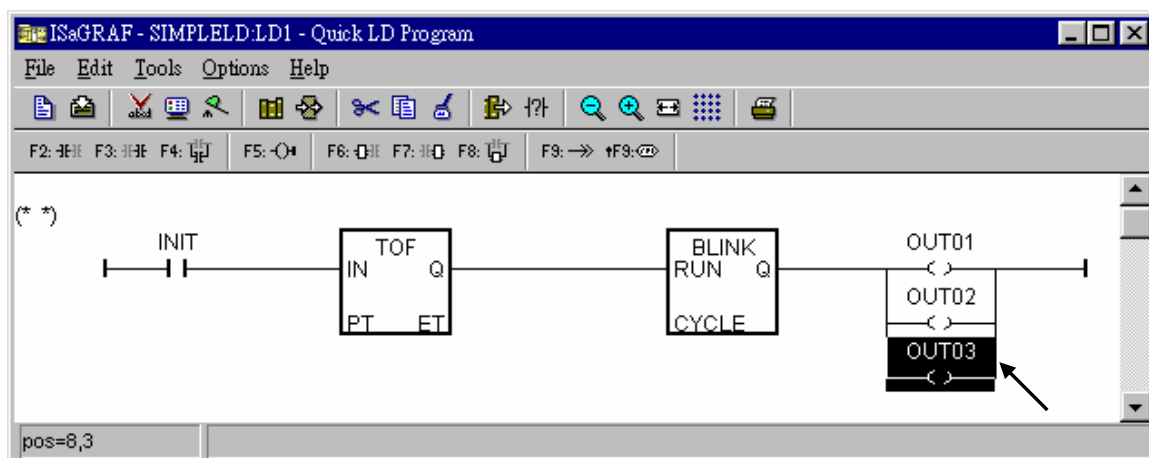 ISaGRAF - SIMPLELD:LD1 - Quick LD Program
File Edit Tools Options Help
F2: F3: F4: F5: F6: F7: F8: F9: F9:
(* *)
INIT TOF BLINK OUT01
IN Q RUN Q
OUT02
PT ET CYCLE
OUT03
pos=8,3